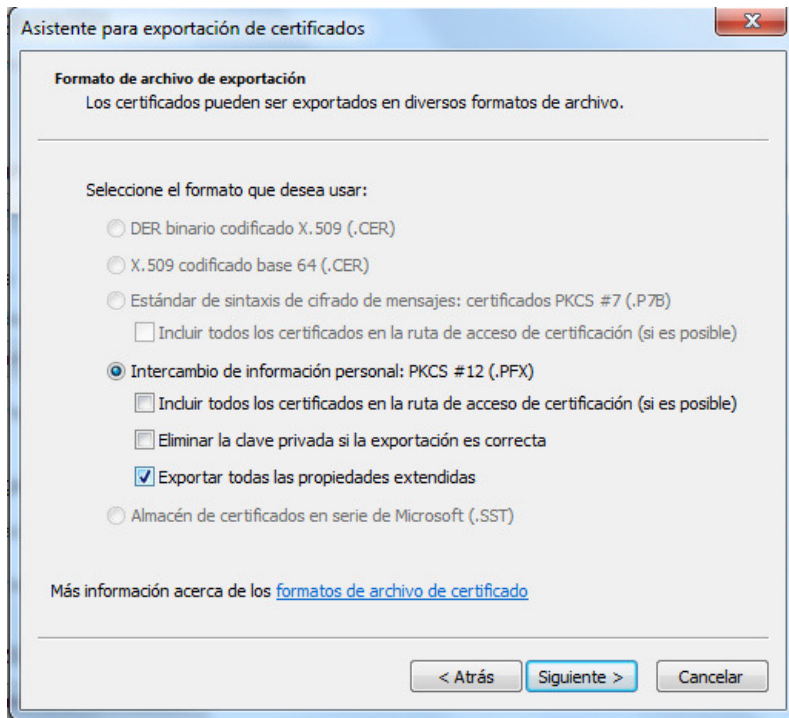 Asistente para exportación de certificados
Formato de archivo de exportación
Los certificados pueden ser exportados en diversos formatos de archivo.
Seleccione el formato que desea usar:
DER binario codificado X.509 (.CER)
X.509 codificado base 64 (.CER)
Estándar de sintaxis de cifrado de mensajes: certificados PKCS #7 (.P7B)
Incluir todos los certificados en la ruta de acceso de certificación (si es posible)
Intercambio de información personal: PKCS #12 (.PFX)
Incluir todos los certificados en la ruta de acceso de certificación (si es posible)
Eliminar la clave privada si la exportación es correcta
Exportar todas las propiedades extendidas
Almacén de certificados en serie de Microsoft (.SST)
Más información acerca de los formatos de archivo de certificado
< Atrás Siguiente > Cancelar